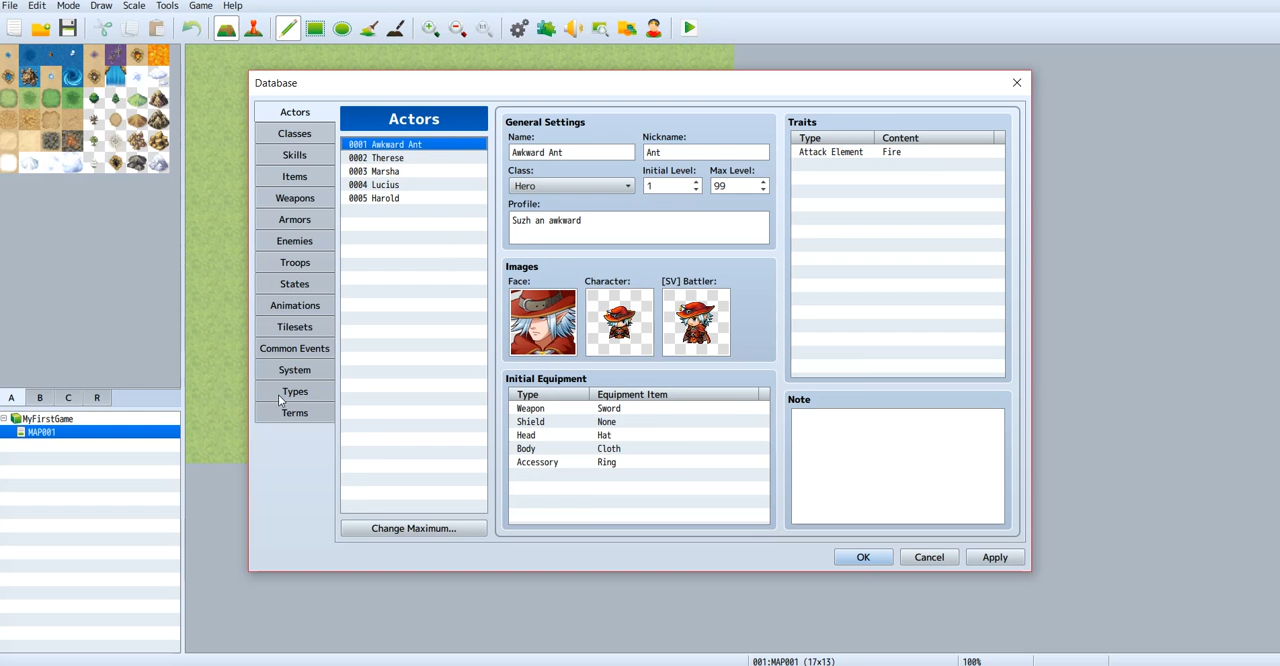 File Edit Mode Draw Scale Tools Game Help
Database
Actors
Classes
Skills
Items
Weapons
Armors
Enemies
Troops
States
Animations
Tilesets
Common Events
System
Types
Terms
Actors
0001 Awkward Ant
0002 Therese
0003 Marsha
0004 Lucius
0005 Harold
Change Maximum...
General Settings
Name: Nickname:
Awkward Ant Ant
Class: Initial Level: Max Level:
Hero 1 99
Profile:
Suzh an awkward
Images
Face: Character: [SV] Battler:
Initial Equipment
Type Equipment Item
Weapon Sword
Shield None
Head Hat
Body Cloth
Accessory Ring
Traits
Type Content
Attack Element Fire
Note
OK Cancel Apply
A B C R
MyFirstGame
MAP001
001:MAP001 (17x13) 100%